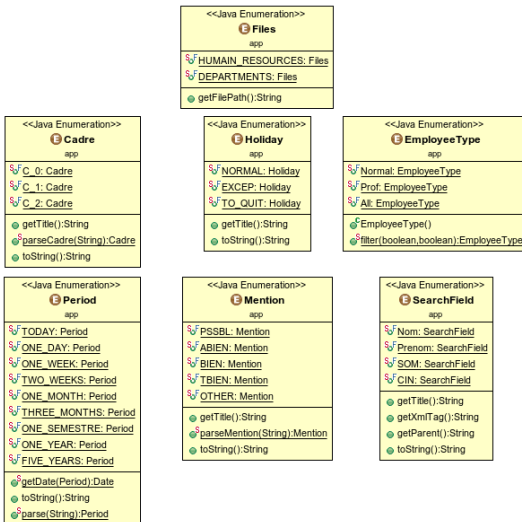 <<Java Enumeration>>
Files
app
HUMAIN_RESOURCES: Files
DEPARTMENTS: Files
getFilePath():String
<<Java Enumeration>>
Cadre
app
C_0: Cadre
C_1: Cadre
C_2: Cadre
getTitle():String
parseCadre(String):Cadre
toString():String
<<Java Enumeration>>
Holiday
app
NORMAL: Holiday
EXCEP: Holiday
TO_QUIT: Holiday
getTitle():String
toString():String
<<Java Enumeration>>
EmployeeType
app
Normal: EmployeeType
Prof: EmployeeType
All: EmployeeType
EmployeeType()
filter(boolean,boolean):EmployeeType
<<Java Enumeration>>
Period
app
TODAY: Period
ONE_DAY: Period
ONE_WEEK: Period
TWO_WEEKS: Period
ONE_MONTH: Period
THREE_MONTHS: Period
ONE_SEMESTRE: Period
ONE_YEAR: Period
FIVE_YEARS: Period
getDate(Period):Date
toString():String
parse(String):Period
<<Java Enumeration>>
Mention
app
PSSBL: Mention
ABIEN: Mention
BIEN: Mention
TBIEN: Mention
OTHER: Mention
getTitle():String
parseMention(String):Mention
toString():String
<<Java Enumeration>>
SearchField
app
Nom: SearchField
Prenom: SearchField
SOM: SearchField
CIN: SearchField
getTitle():String
getXmlTag():String
getParent():String
toString():String